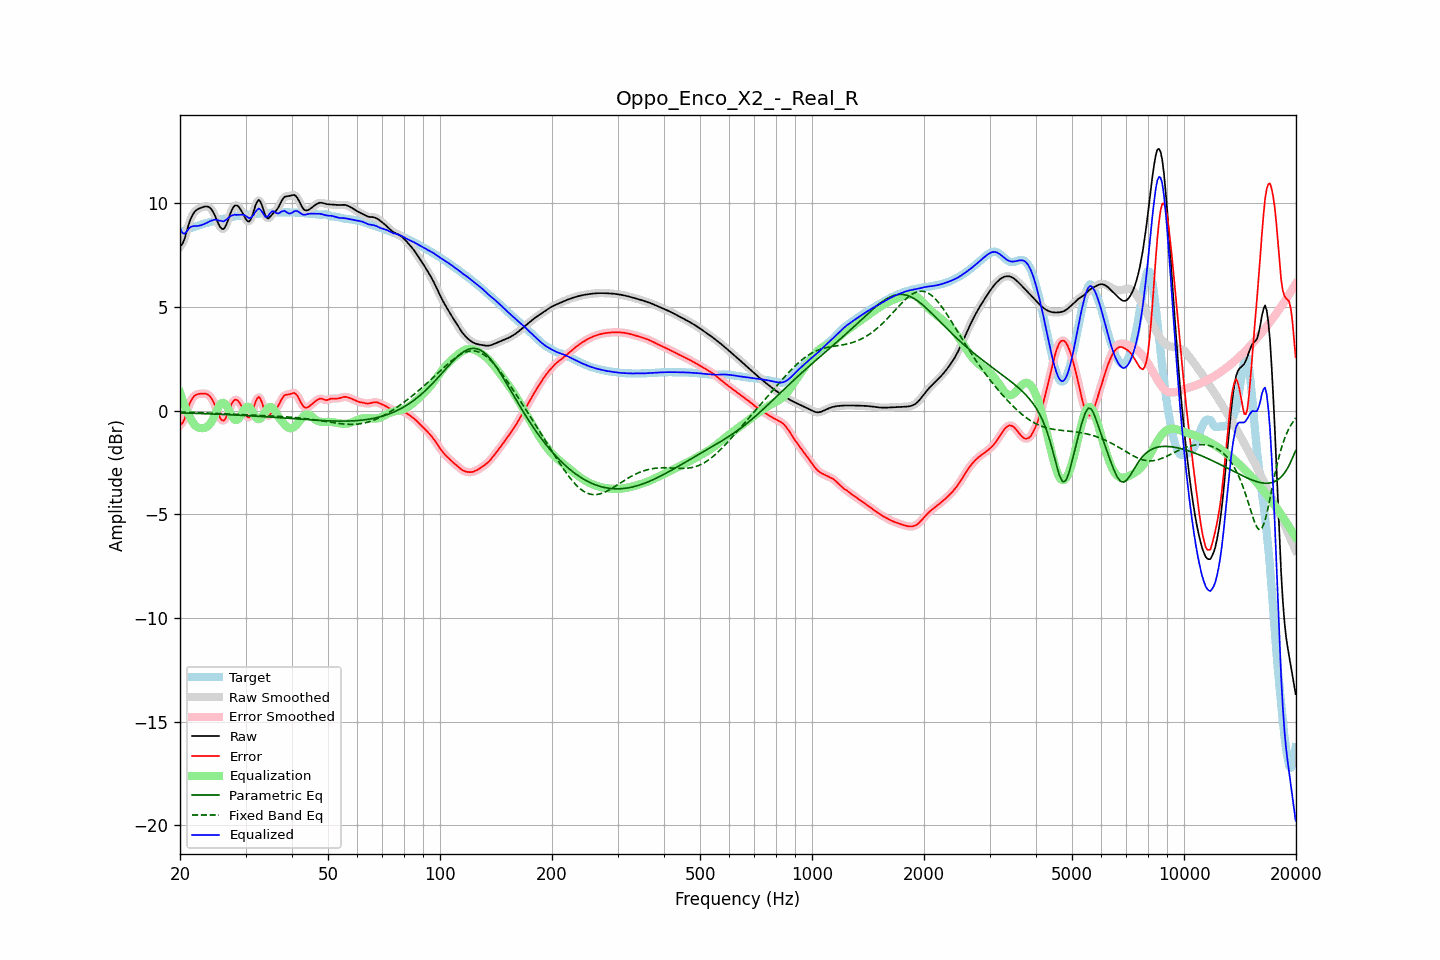 Oppo_Enco_X2_-_Real_R
Amplitude (dBr)
10
5
0
−5
−10
−15
−20
Target
Raw Smoothed
Error Smoothed
Raw
Error
Equalization
Parametric Eq
Fixed Band Eq
Equalized
20 50 100 200 500 1000 2000 5000 10000 20000
Frequency (Hz)